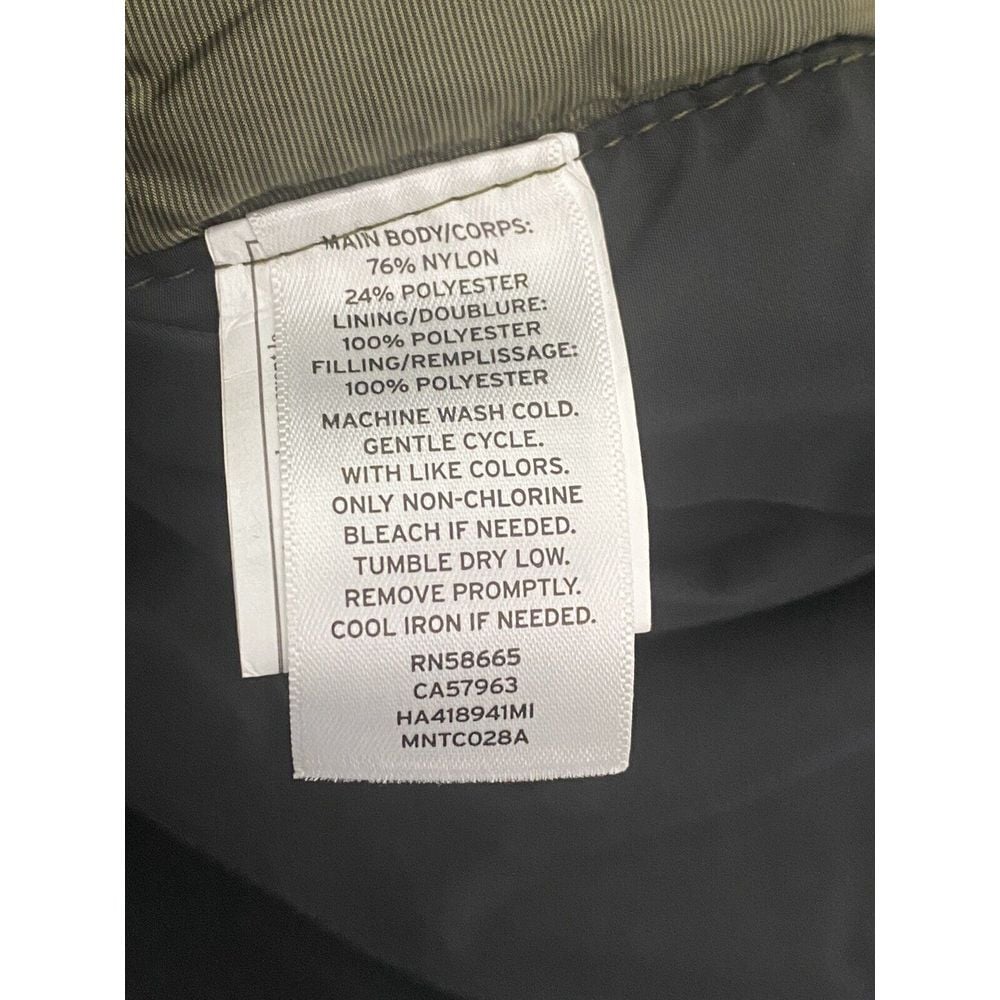 MAIN BODY/CORPS:
76% NYLON
24% POLYESTER
LINING/DOUBLURE:
100% POLYESTER
FILLING/REMPLISSAGE:
100% POLYESTER
MACHINE WASH COLD.
GENTLE CYCLE.
WITH LIKE COLORS.
ONLY NON-CHLORINE
BLEACH IF NEEDED.
TUMBLE DRY LOW.
REMOVE PROMPTLY.
COOL IRON IF NEEDED.
RN58665
CA57963
HA418941MI
MNTC028A